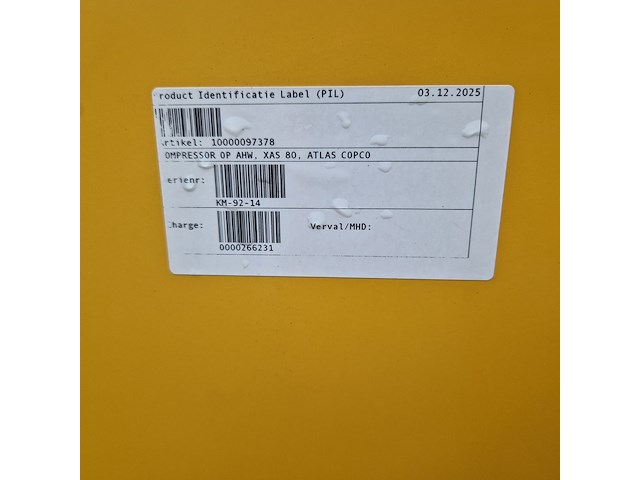 roduct Identificatie Label (PIL) 03.12.2025
rtikel: 10000097378
OMPRESSOR OP AHW, XAS 80, ATLAS COPCO
erienr:
KM-92-14
harge: Verval/MHD:
0000266231